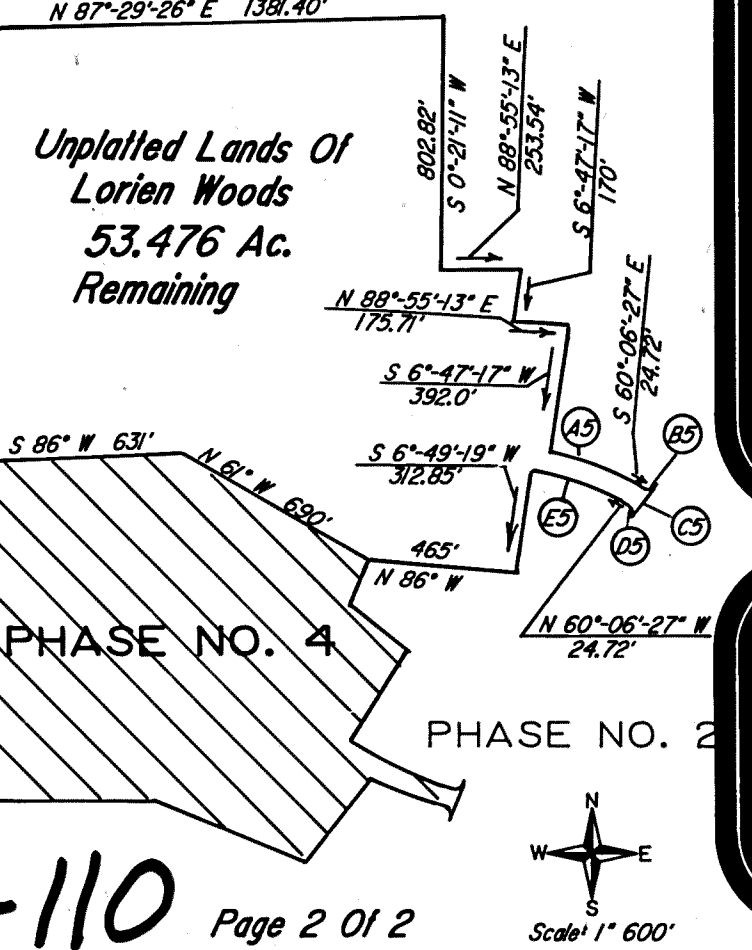 N 87°-29'-26" E 1381.40'
Unplatted Lands Of
Lorien Woods
53.476 Ac.
Remaining
802.82'
S 0°-21'-11" W
N 88°-55'-13" E
253.54'
S 6°-47'-17" W
170'
N 88°-55'-13" E
175.71'
S 60°-06'-27" E
24.72'
S 6°-47'-17" W
392.0'
A5
B5
S 86° W 631'
N 61° W 690'
S 6°-49'-19" W
312.85'
E5
D5
C5
465'
N 86° W
N 60°-06'-27" W
24.72'
PHASE NO. 4
PHASE NO. 2
N
W
E
S
Scale: 1" 600'
-110
Page 2 Of 2